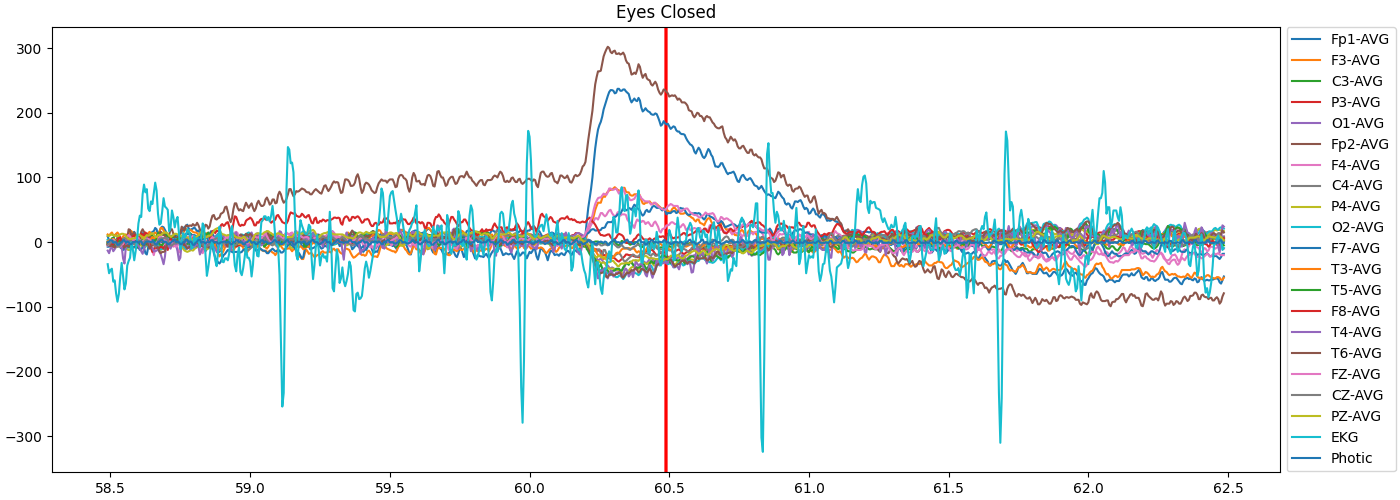 Eyes Closed
300
200
100
0
−100
−200
−300
58.5 59.0 59.5 60.0 60.5 61.0 61.5 62.0 62.5
Fp1-AVG
F3-AVG
C3-AVG
P3-AVG
O1-AVG
Fp2-AVG
F4-AVG
C4-AVG
P4-AVG
O2-AVG
F7-AVG
T3-AVG
T5-AVG
F8-AVG
T4-AVG
T6-AVG
FZ-AVG
CZ-AVG
PZ-AVG
EKG
Photic